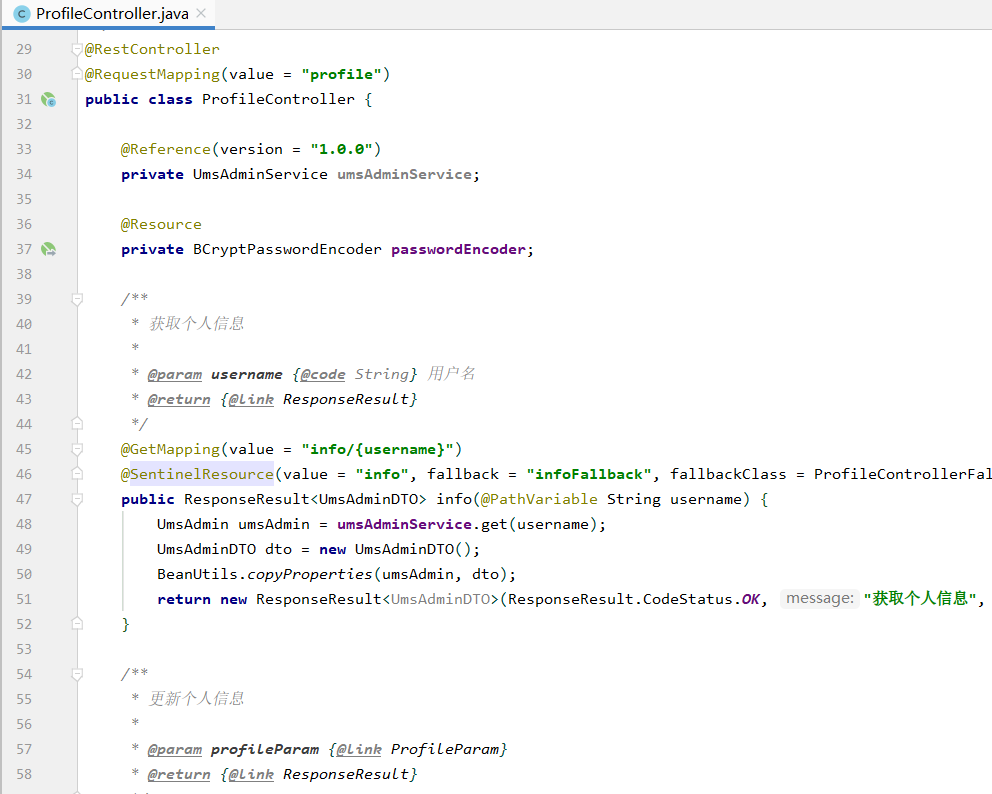 ProfileController.java
29 @RestController
30 @RequestMapping(value = "profile")
31 public class ProfileController {
32
33 @Reference(version = "1.0.0")
34 private UmsAdminService umsAdminService;
35
36 @Resource
37 private BCryptPasswordEncoder passwordEncoder;
38
39 /**
40 * 获取个人信息
41 *
42 * @param username {@code String} 用户名
43 * @return {@link ResponseResult}
44 */
45 @GetMapping(value = "info/{username}")
46 @SentinelResource(value = "info", fallback = "infoFallback", fallbackClass = ProfileControllerFal
47 public ResponseResult<UmsAdminDTO> info(@PathVariable String username) {
48 UmsAdmin umsAdmin = umsAdminService.get(username);
49 UmsAdminDTO dto = new UmsAdminDTO();
50 BeanUtils.copyProperties(umsAdmin, dto);
51 return new ResponseResult<UmsAdminDTO>(ResponseResult.CodeStatus.OK, message: "获取个人信息",
52 }
53
54 /**
55 * 更新个人信息
56 *
57 * @param profileParam {@link ProfileParam}
58 * @return {@link ResponseResult}